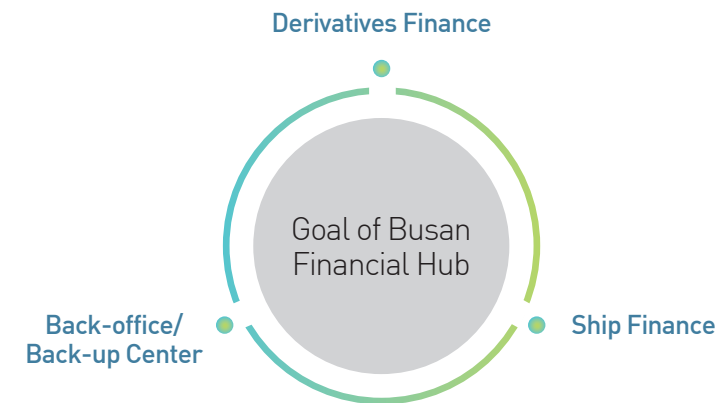 Derivatives Finance
Goal of Busan
Financial Hub
Back-office/
Back-up Center
Ship Finance